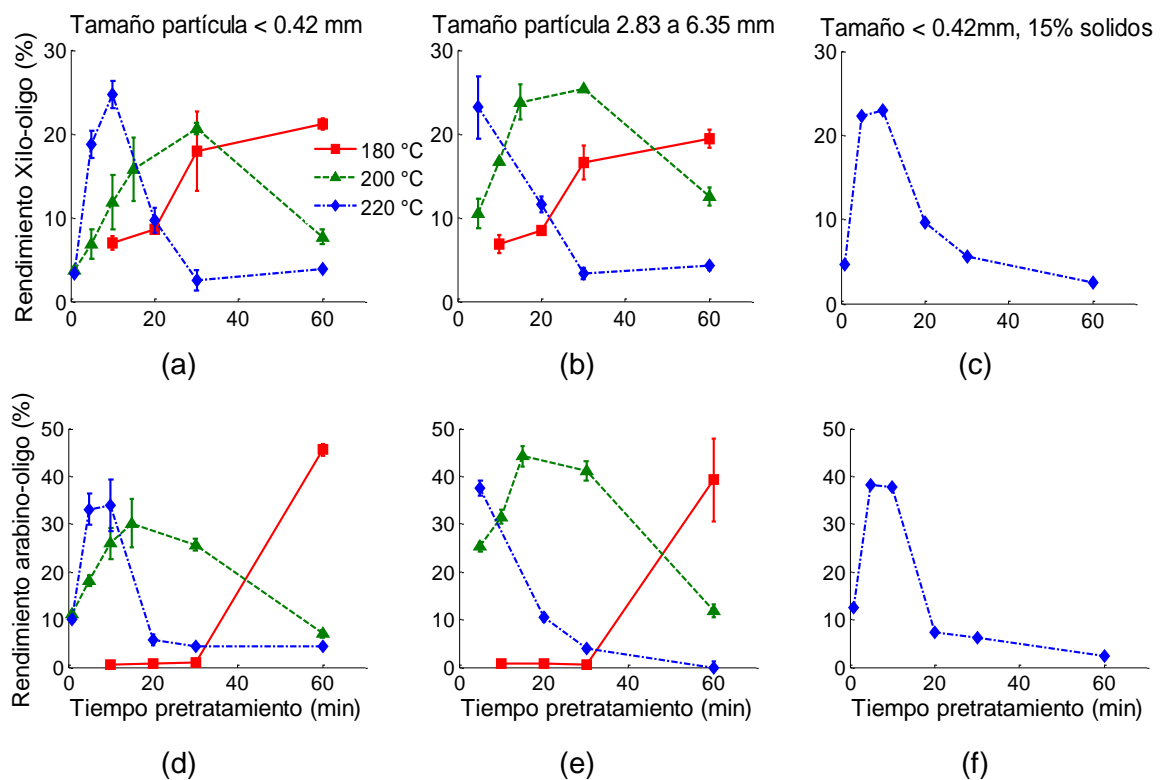 Tamaño partícula < 0.42 mm
Tamaño partícula 2.83 a 6.35 mm
Tamaño < 0.42mm, 15% solidos
Rendimiento Xilo-oligo (%)
30
20
10
0
0 20 40 60
180 °C
200 °C
220 °C
30
20
10
0
0 20 40 60
30
20
10
0
0 20 40 60
(a)
(b)
(c)
Rendimiento arabino-oligo (%)
50
40
30
20
10
0
0 20 40 60
50
40
30
20
10
0
0 20 40 60
50
40
30
20
10
0
0 20 40 60
Tiempo pretratamiento (min)
Tiempo pretratamiento (min)
Tiempo pretratamiento (min)
(d)
(e)
(f)